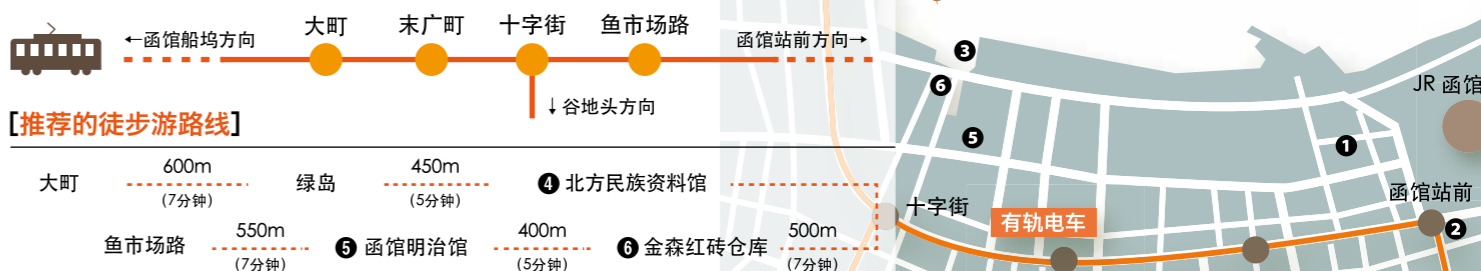 大町 末广町 十字街 鱼市场路
←函馆船坞方向 函馆站前方向→
↓谷地头方向
[推荐的徒步游路线]
大町 600m (7分钟) 绿岛 450m (5分钟) ❹ 北方民族资料馆
鱼市场路 550m (7分钟) ❺ 函馆明治馆 400m (5分钟) ❻ 金森红砖仓库 500m (7分钟)
❸
❻
❺
❶
JR 函馆
函馆站前
❷
十字街
有轨电车